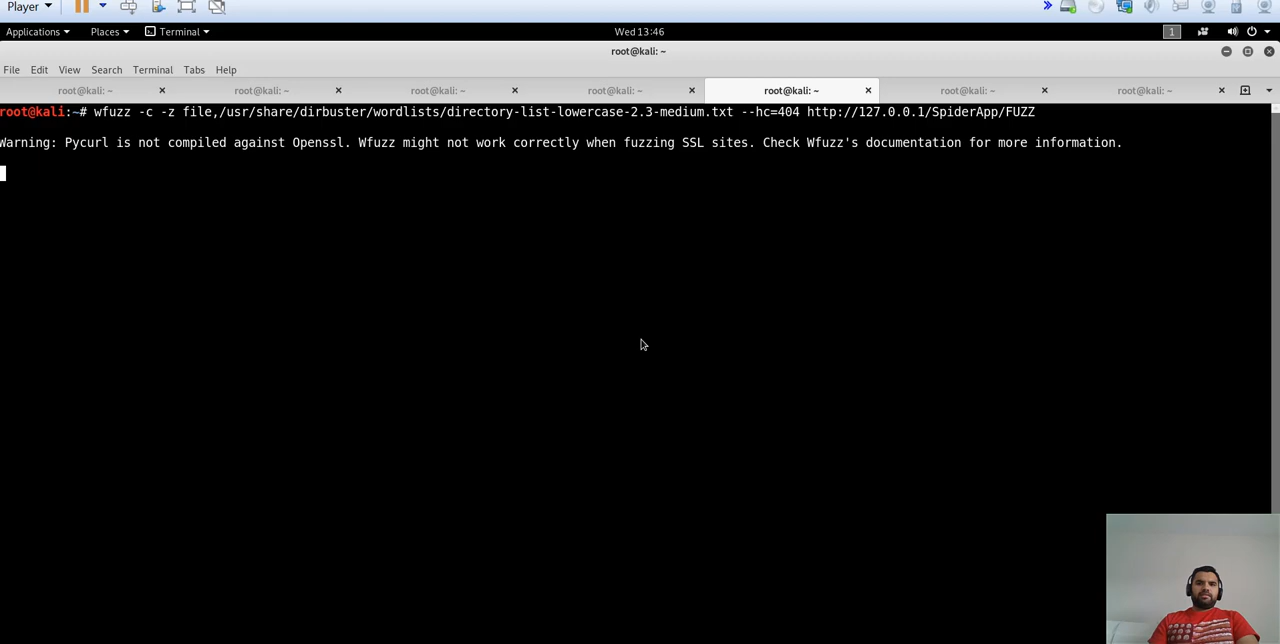 Player
Applications Places Terminal Wed 13:46 1
root@kali: ~
File Edit View Search Terminal Tabs Help
root@kali: ~ root@kali: ~ root@kali: ~ root@kali: ~ root@kali: ~ root@kali: ~ root@kali: ~
root@kali:~# wfuzz -c -z file,/usr/share/dirbuster/wordlists/directory-list-lowercase-2.3-medium.txt --hc=404 http://127.0.0.1/SpiderApp/FUZZ
Warning: Pycurl is not compiled against Openssl. Wfuzz might not work correctly when fuzzing SSL sites. Check Wfuzz's documentation for more information.